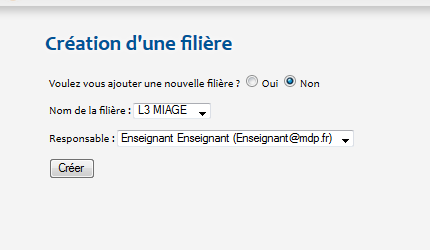 Création d'une filière
Voulez vous ajouter une nouvelle filière ? Oui Non
Nom de la filière : L3 MIAGE
Responsable : Enseignant Enseignant (Enseignant@mdp.fr)
Créer